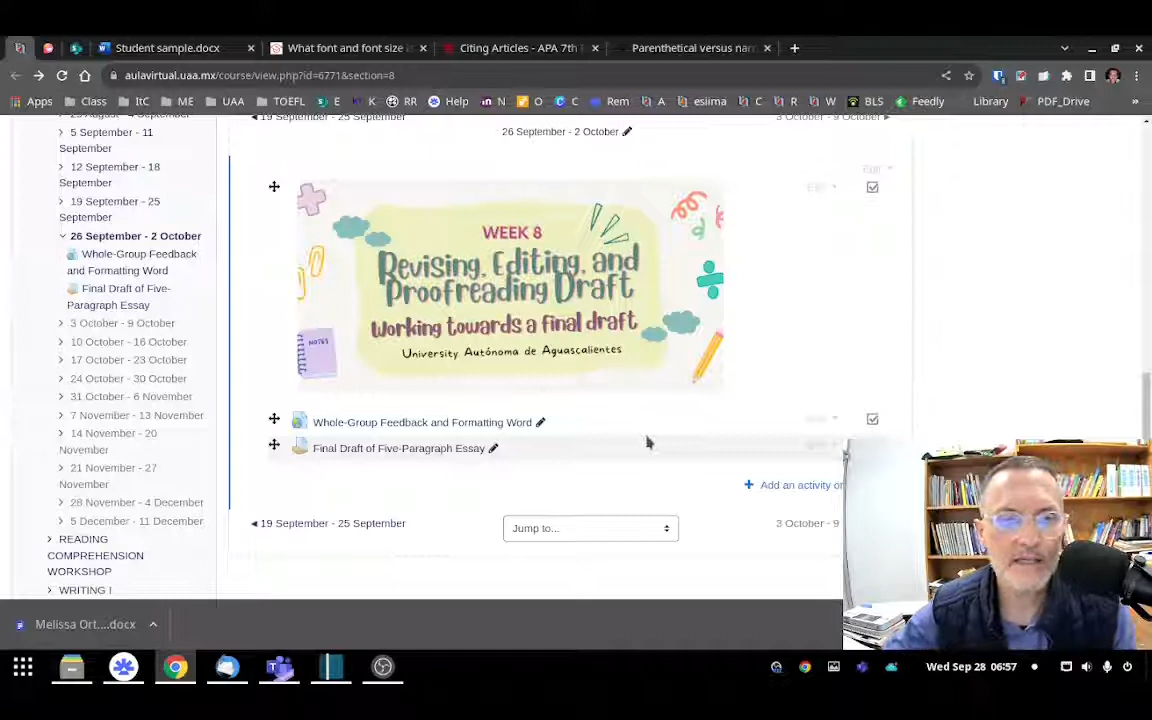 Student sample.docx
What font and font size i
Citing Articles - APA 7th
Parenthetical versus nar
aulavirtual.uaa.mx/course/view.php?id=6771&section=8
Apps Class ItC ME UAA TOEFL E K RR Help N O C Rem A esiima C R W BLS Feedly Library PDF_Drive »
5 September - 11
September
12 September - 18
September
19 September - 25
September
26 September - 2 October
Whole-Group Feedback
and Formatting Word
Final Draft of Five-
Paragraph Essay
3 October - 9 October
10 October - 16 October
17 October - 23 October
24 October - 30 October
31 October - 6 November
7 November - 13 November
14 November - 20
November
21 November - 27
November
28 November - 4 December
5 December - 11 December
READING
COMPREHENSION
WORKSHOP
WRITING I
19 September - 25 September
3 October - 9 October
26 September - 2 October
Edit
Edit
WEEK 8
Revising, Editing, and
Proofreading Draft
Working towards a final draft
University Autónoma de Aguascalientes
NOTES
Whole-Group Feedback and Formatting Word
Final Draft of Five-Paragraph Essay
+ Add an activity or
19 September - 25 September
Jump to...
3 October - 9
Melissa Ort....docx
Wed Sep 28 06:57